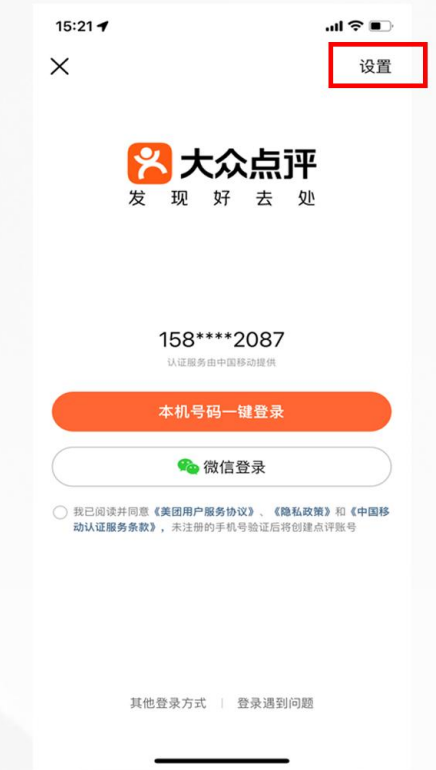 15:21
设置
大众点评
发现好去处
158****2087
认证服务由中国移动提供
本机号码一键登录
微信登录
我已阅读并同意《美团用户服务协议》、《隐私政策》和《中国移
动认证服务条款》，未注册的手机号验证后将创建点评账号
其他登录方式 | 登录遇到问题